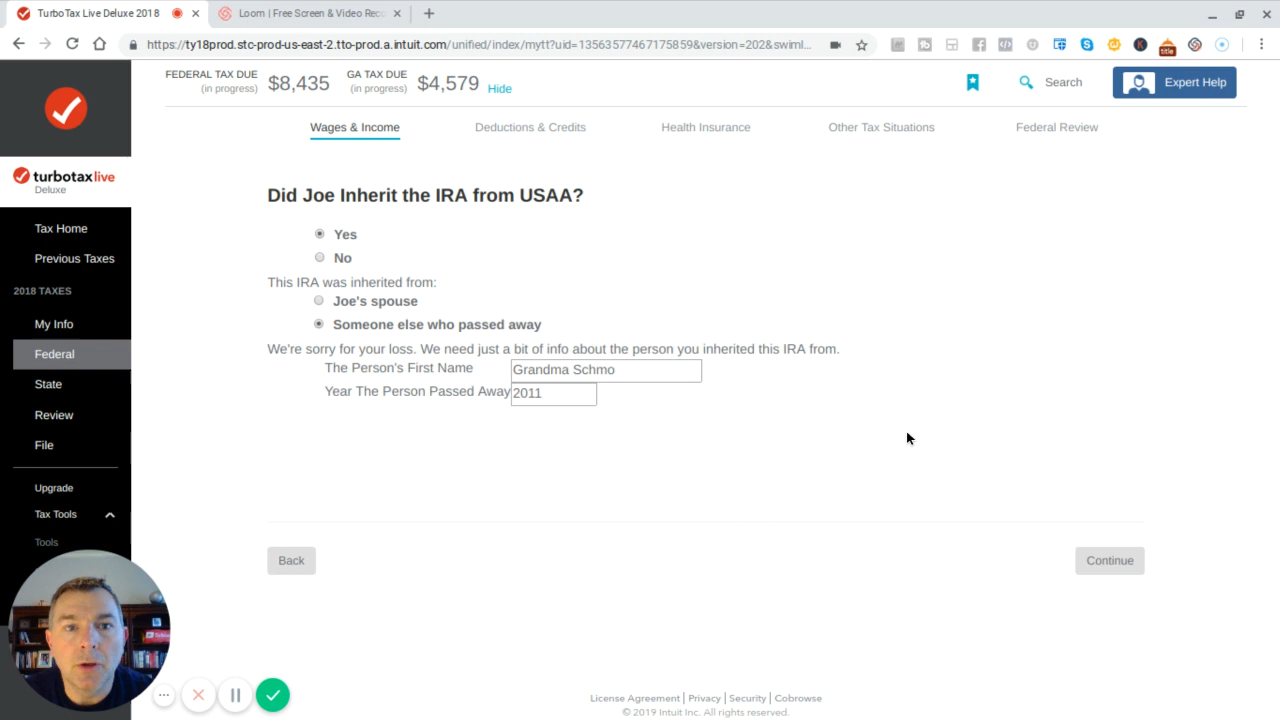 TurboTax Live Deluxe 2018
Loom | Free Screen & Video Rec
https://ty18prod.stc-prod-us-east-2.tto-prod.a.intuit.com/unified/index/mytt?uid=13563577467175859&version=202&swiml...
title
FEDERAL TAX DUE
(in progress)
$8,435
GA TAX DUE
(in progress)
$4,579
Hide
Search
Expert Help
Wages & Income
Deductions & Credits
Health Insurance
Other Tax Situations
Federal Review
turbotaxlive
Deluxe
Tax Home
Previous Taxes
2018 TAXES
My Info
Federal
State
Review
File
Upgrade
Tax Tools
Tools
Did Joe Inherit the IRA from USAA?
Yes
No
This IRA was inherited from:
Joe's spouse
Someone else who passed away
We're sorry for your loss. We need just a bit of info about the person you inherited this IRA from.
The Person's First Name
Grandma Schmo
Year The Person Passed Away
2011
Back
Continue
License Agreement | Privacy | Security | Cobrowse
© 2019 Intuit Inc. All rights reserved.